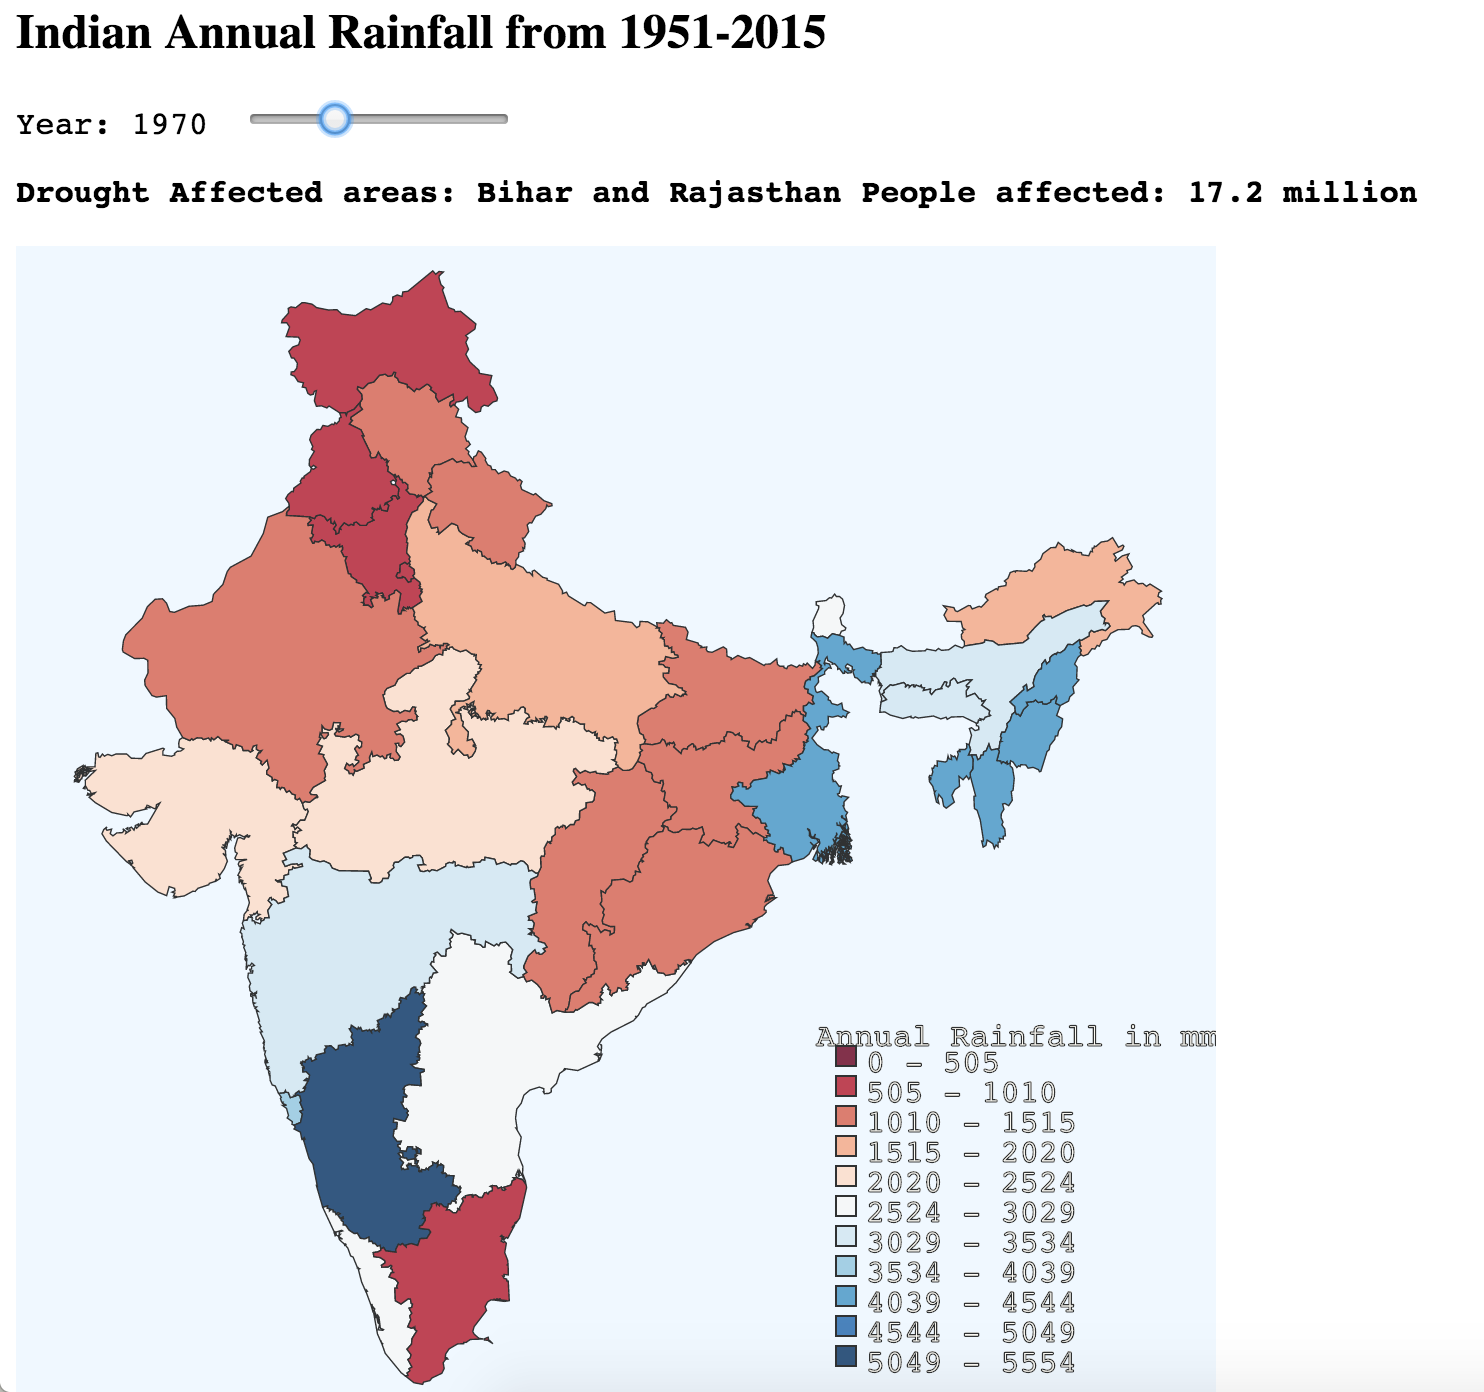 Indian Annual Rainfall from 1951-2015
Year: 1970
Drought Affected areas: Bihar and Rajasthan People affected: 17.2 million
Annual Rainfall in mm
0 – 505
505 – 1010
1010 – 1515
1515 – 2020
2020 – 2524
2524 – 3029
3029 – 3534
3534 – 4039
4039 – 4544
4544 – 5049
5049 – 5554